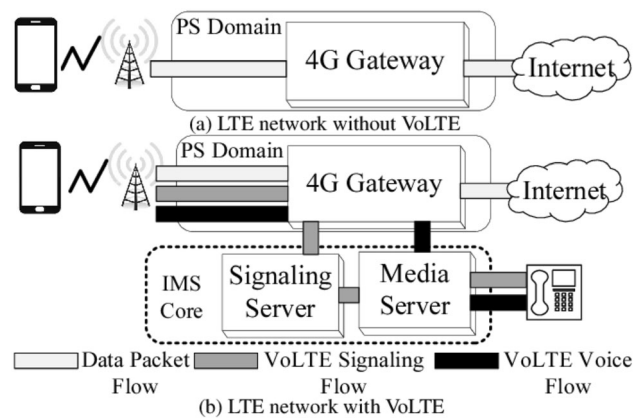 PS Domain
4G Gateway
Internet
(a) LTE network without VoLTE
PS Domain
4G Gateway
Internet
IMS
Core
Signaling
Server
Media
Server
Data Packet
Flow
VoLTE Signaling
Flow
VoLTE Voice
Flow
(b) LTE network with VoLTE